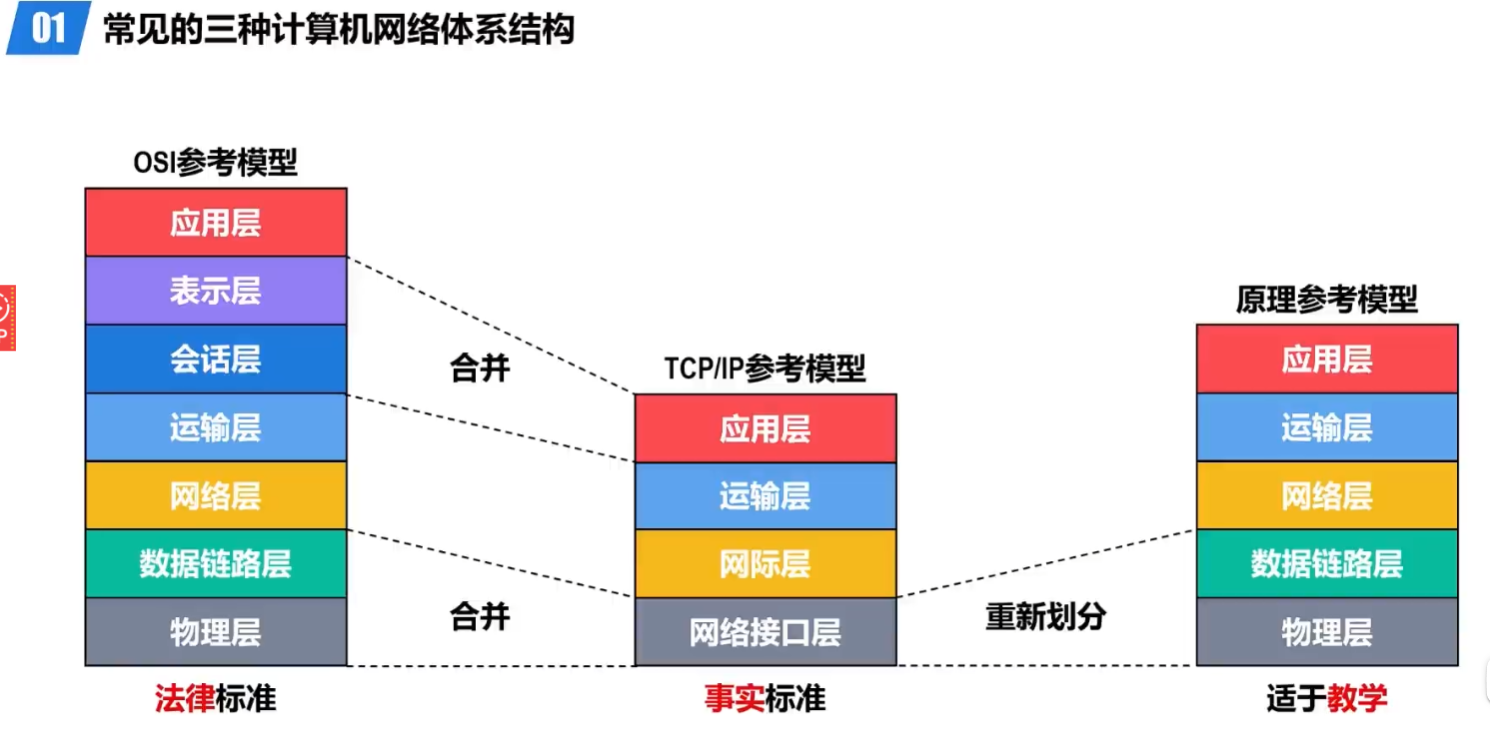 01 常见的三种计算机网络体系结构
OSI参考模型
应用层
表示层
会话层
运输层
网络层
数据链路层
物理层
法律标准
合并
合并
TCP/IP参考模型
应用层
运输层
网际层
网络接口层
事实标准
重新划分
原理参考模型
应用层
运输层
网络层
数据链路层
物理层
适于教学